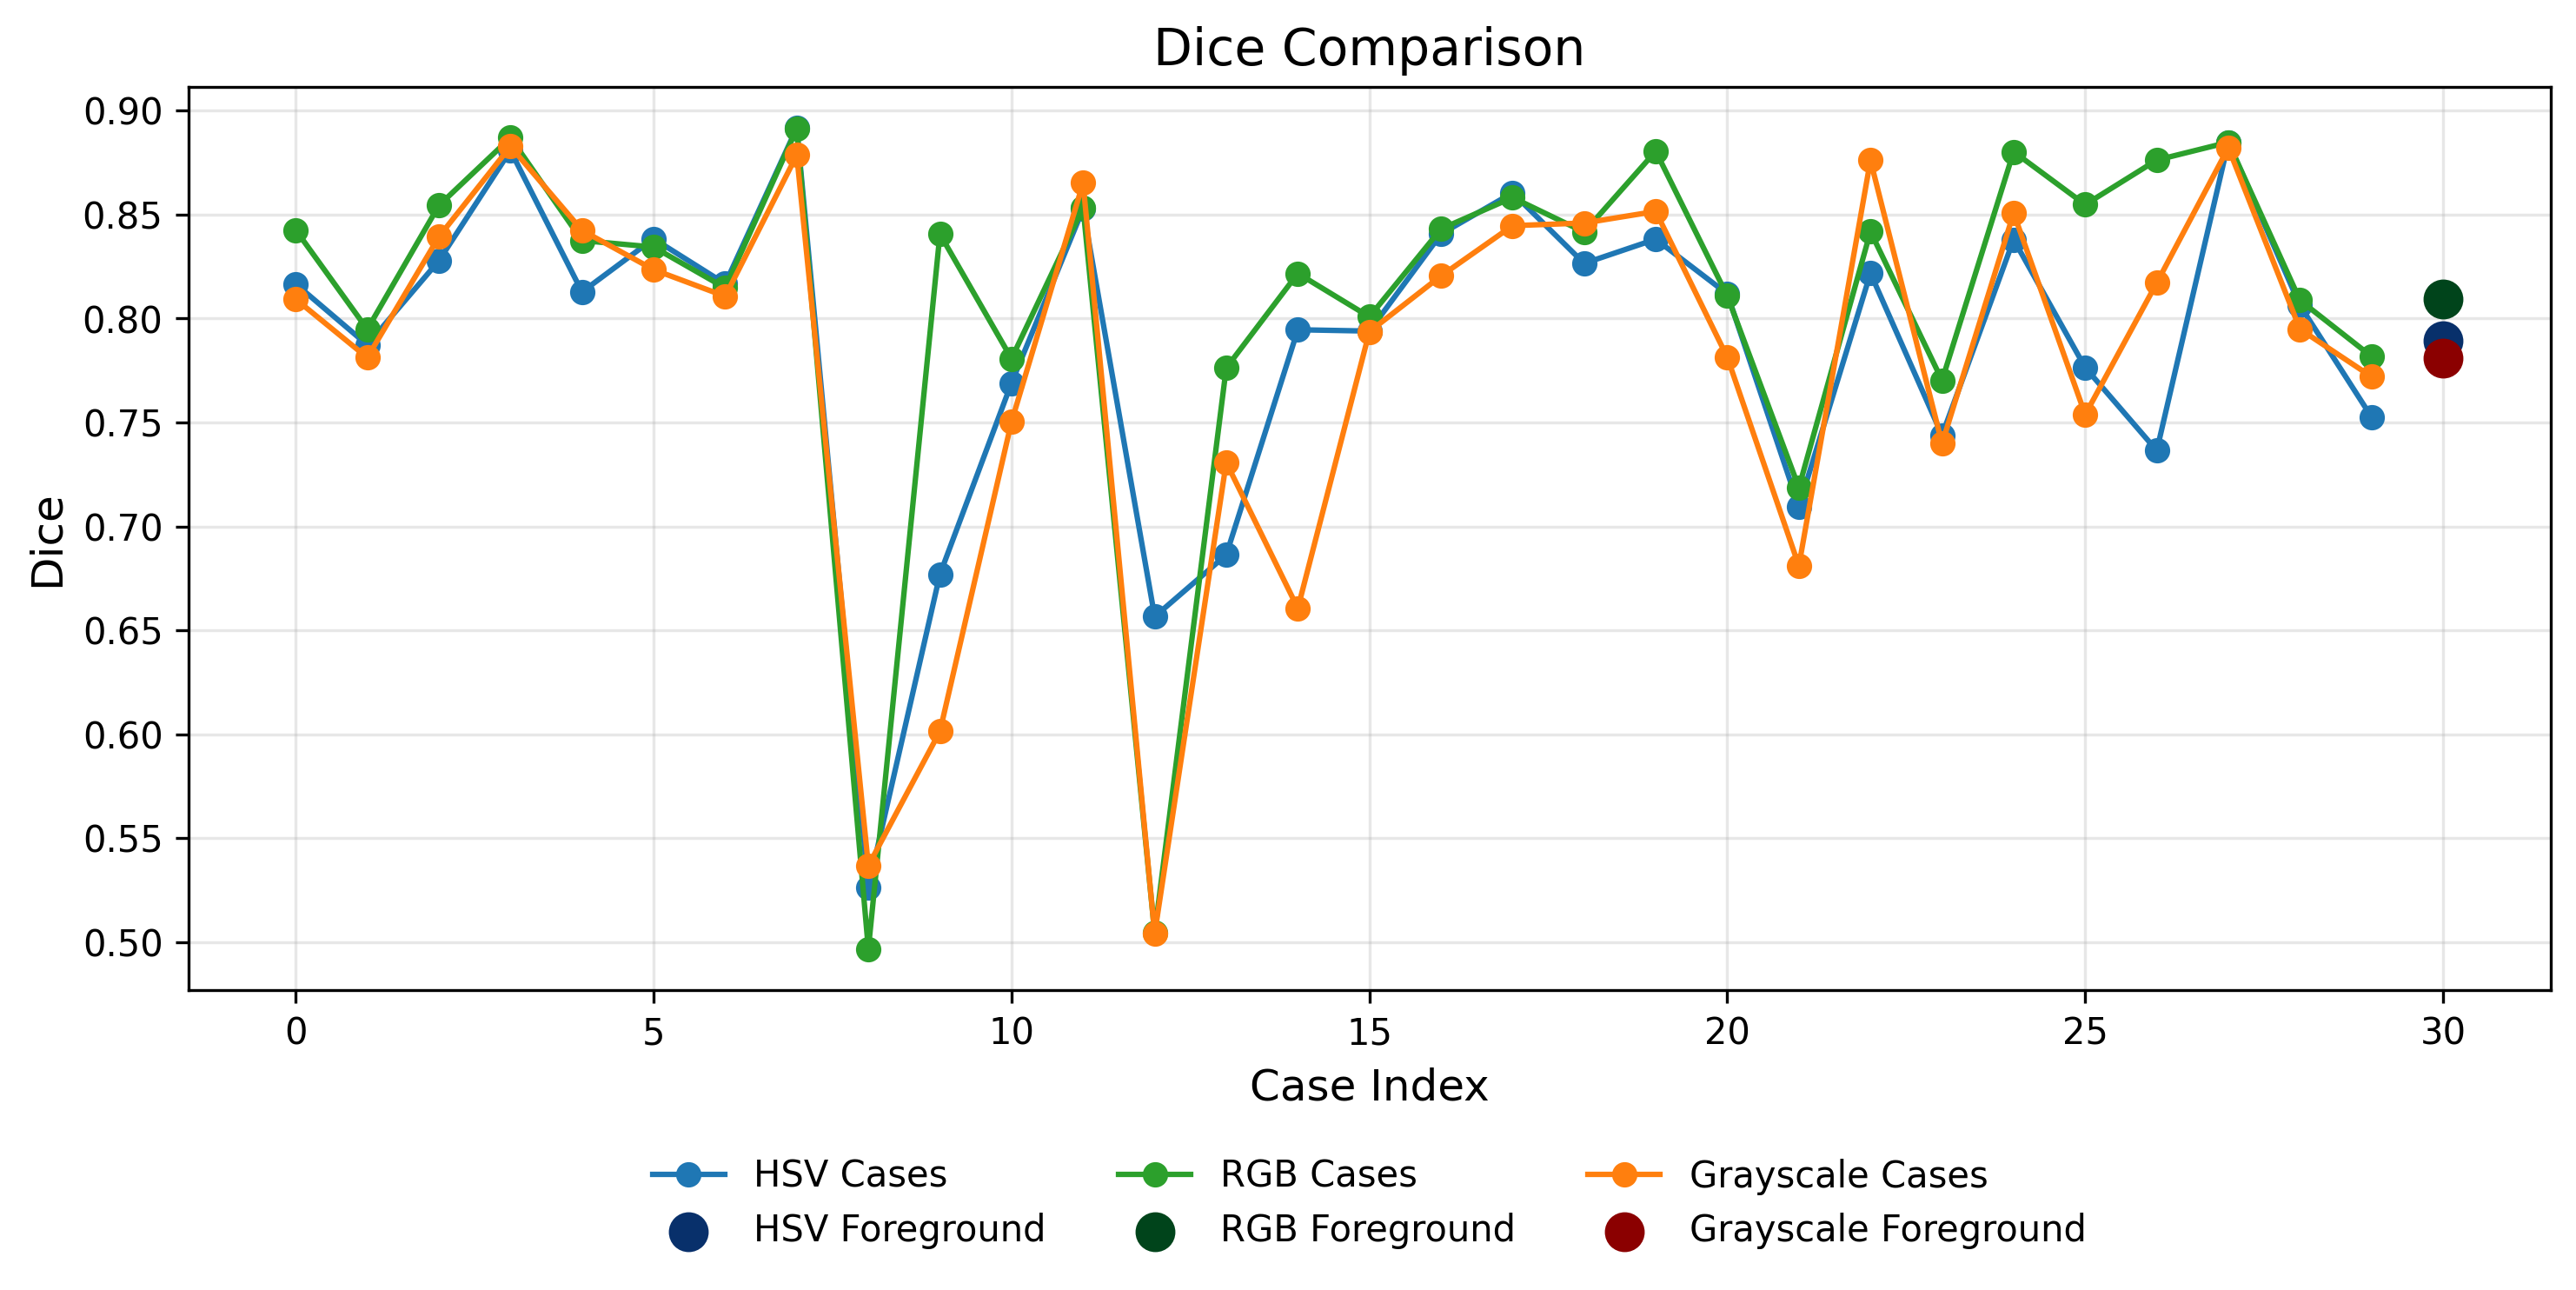 Dice Comparison
0.90
0.85
0.80
0.75
0.70
0.65
0.60
0.55
0.50
Dice
0 5 10 15 20 25 30
Case Index
HSV Cases RGB Cases Grayscale Cases
HSV Foreground RGB Foreground Grayscale Foreground